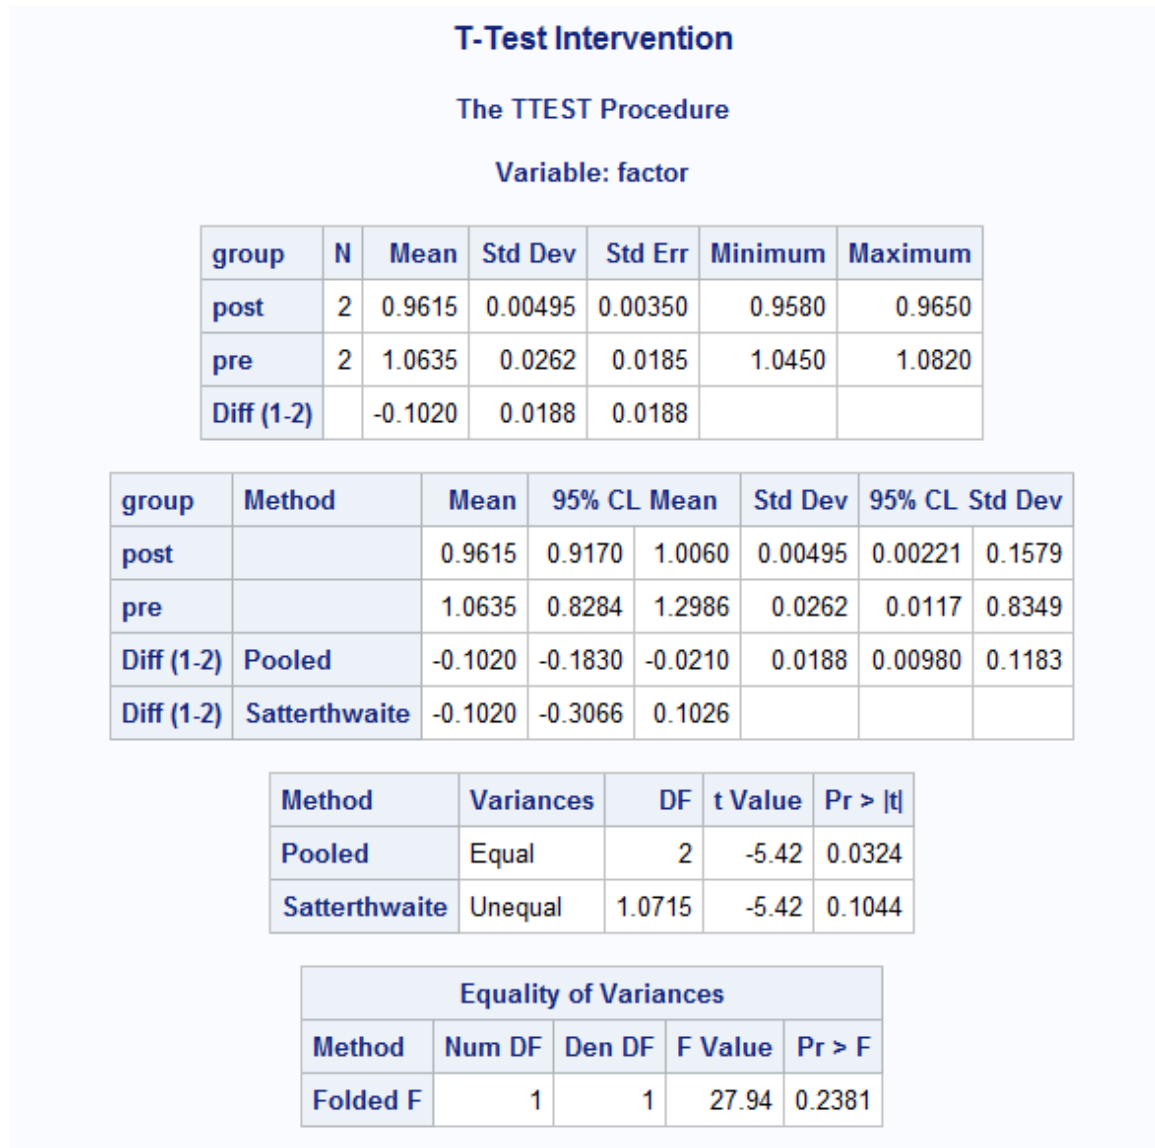 T-Test Intervention
The TTEST Procedure
Variable: factor
group N Mean Std Dev Std Err Minimum Maximum
post 2 0.9615 0.00495 0.00350 0.9580 0.9650
pre 2 1.0635 0.0262 0.0185 1.0450 1.0820
Diff (1-2) -0.1020 0.0188 0.0188
group Method Mean 95% CL Mean Std Dev 95% CL Std Dev
post 0.9615 0.9170 1.0060 0.00495 0.00221 0.1579
pre 1.0635 0.8284 1.2986 0.0262 0.0117 0.8349
Diff (1-2) Pooled -0.1020 -0.1830 -0.0210 0.0188 0.00980 0.1183
Diff (1-2) Satterthwaite -0.1020 -0.3066 0.1026
Method Variances DF t Value Pr > |t|
Pooled Equal 2 -5.42 0.0324
Satterthwaite Unequal 1.0715 -5.42 0.1044
Equality of Variances
Method Num DF Den DF F Value Pr > F
Folded F 1 1 27.94 0.2381